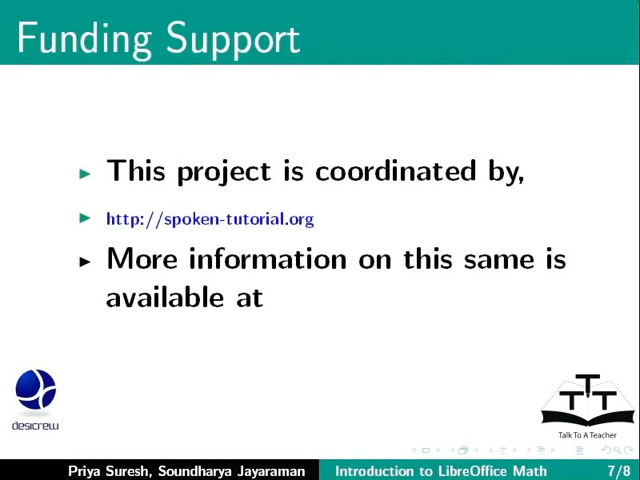 Funding Support
This project is coordinated by,
http://spoken-tutorial.org
More information on this same is
available at
desicrew
TTT
Talk To A Teacher
Priya Suresh, Soundharya Jayaraman Introduction to LibreOffice Math 7/8